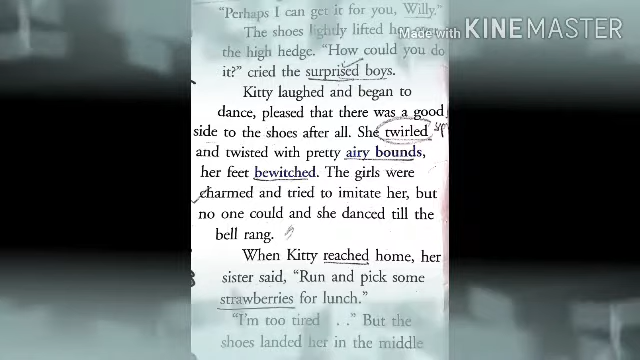 "Perhaps I can get it for you, Willy."
The shoes lightly lifted her over
Made with KINEMASTER
the high hedge. "How could you do
it?" cried the surprised boys.
Kitty laughed and began to
dance, pleased that there was a good
side to the shoes after all. She twirled
and twisted with pretty airy bounds,
her feet bewitched. The girls were
charmed and tried to imitate her, but
no one could and she danced till the
bell rang.
When Kitty reached home, her
sister said, "Run and pick some
strawberries for lunch."
"I'm too tired . ." But the
shoes landed her in the middle